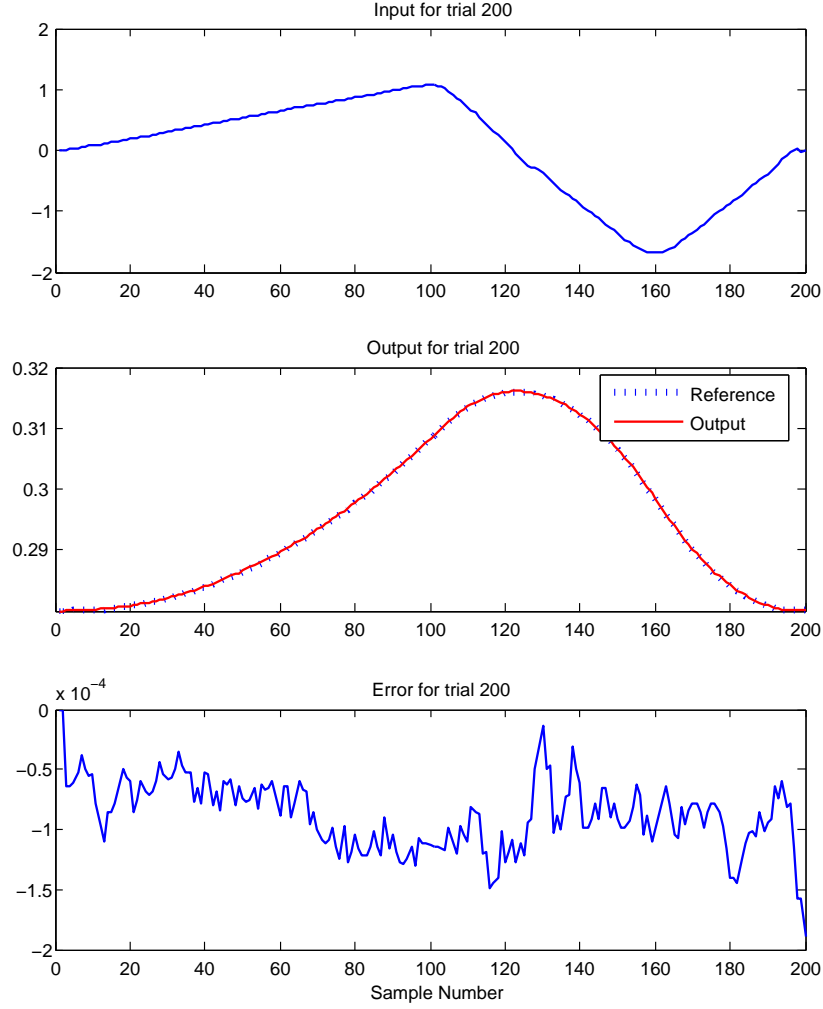 Input for trial 200
2
1
0
−1
−2
0 20 40 60 80 100 120 140 160 180 200
Output for trial 200
0.32
0.31
0.3
0.29
Reference
Output
0 20 40 60 80 100 120 140 160 180 200
Error for trial 200
x 10⁻⁴
0
−0.5
−1
−1.5
−2
0 20 40 60 80 100 120 140 160 180 200
Sample Number